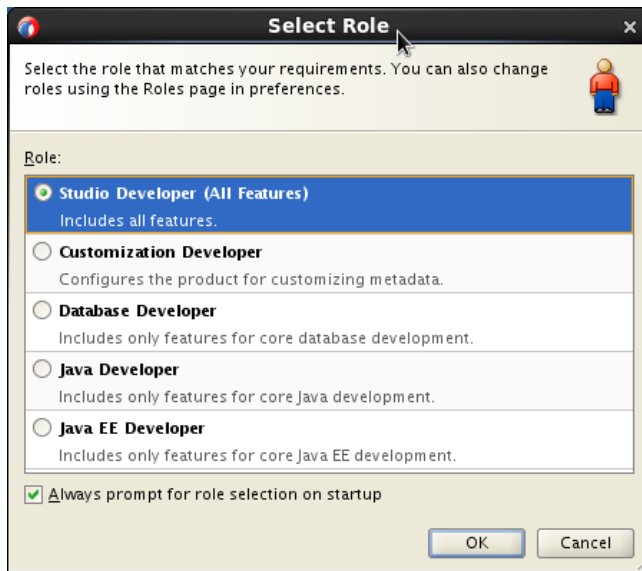 Select Role
Select the role that matches your requirements. You can also change
roles using the Roles page in preferences.
Role:
Studio Developer (All Features)
Includes all features.
Customization Developer
Configures the product for customizing metadata.
Database Developer
Includes only features for core database development.
Java Developer
Includes only features for core Java development.
Java EE Developer
Includes only features for core Java EE development.
Always prompt for role selection on startup
OK
Cancel